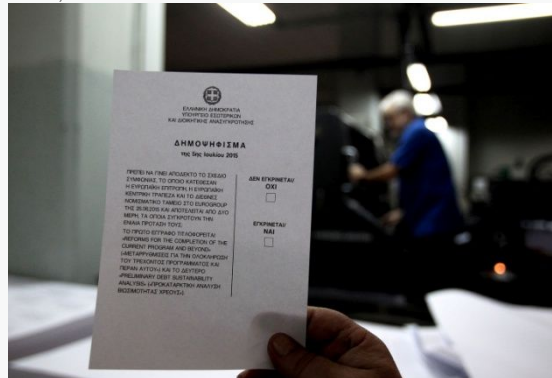 ΕΛΛΗΝΙΚΗ ΔΗΜΟΚΡΑΤΙΑ
ΥΠΟΥΡΓΕΙΟ ΕΣΩΤΕΡΙΚΩΝ
ΚΑΙ ΔΙΟΙΚΗΤΙΚΗΣ ΑΝΑΣΥΓΚΡΟΤΗΣΗΣ
ΔΗΜΟΨΗΦΙΣΜΑ
της 5ης Ιουλίου 2015
ΠΡΕΠΕΙ ΝΑ ΓΙΝΕΙ ΑΠΟΔΕΚΤΟ ΤΟ ΣΧΕΔΙΟ
ΣΥΜΦΩΝΙΑΣ, ΤΟ ΟΠΟΙΟ ΚΑΤΕΘΕΣΑΝ
Η ΕΥΡΩΠΑΪΚΗ ΕΠΙΤΡΟΠΗ, Η ΕΥΡΩΠΑΪΚΗ
ΚΕΝΤΡΙΚΗ ΤΡΑΠΕΖΑ ΚΑΙ ΤΟ ΔΙΕΘΝΕΣ
ΝΟΜΙΣΜΑΤΙΚΟ ΤΑΜΕΙΟ ΣΤΟ EUROGROUP
ΤΗΣ 25.06.2015 ΚΑΙ ΑΠΟΤΕΛΕΙΤΑΙ ΑΠΟ ΔΥΟ
ΜΕΡΗ, ΤΑ ΟΠΟΙΑ ΣΥΓΚΡΟΤΟΥΝ ΤΗΝ
ΕΝΙΑΙΑ ΠΡΟΤΑΣΗ ΤΟΥΣ;
ΤΟ ΠΡΩΤΟ ΕΓΓΡΑΦΟ ΤΙΤΛΟΦΟΡΕΙΤΑΙ
«REFORMS FOR THE COMPLETION OF THE
CURRENT PROGRAM AND BEYOND»
(«ΜΕΤΑΡΡΥΘΜΙΣΕΙΣ ΓΙΑ ΤΗΝ ΟΛΟΚΛΗΡΩΣΗ
ΤΟΥ ΤΡΕΧΟΝΤΟΣ ΠΡΟΓΡΑΜΜΑΤΟΣ ΚΑΙ
ΠΕΡΑΝ ΑΥΤΟΥ») ΚΑΙ ΤΟ ΔΕΥΤΕΡΟ
«PRELIMINARY DEBT SUSTAINABILITY
ANALYSIS» («ΠΡΟΚΑΤΑΡΚΤΙΚΗ ΑΝΑΛΥΣΗ
ΒΙΩΣΙΜΟΤΗΤΑΣ ΧΡΕΟΥΣ»).
ΔΕΝ ΕΓΚΡΙΝΕΤΑΙ/
ΟΧΙ
ΕΓΚΡΙΝΕΤΑΙ/
ΝΑΙ